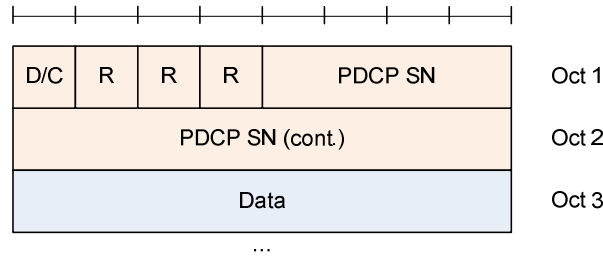 D/C R R R PDCP SN Oct 1
PDCP SN (cont.) Oct 2
Data Oct 3
...